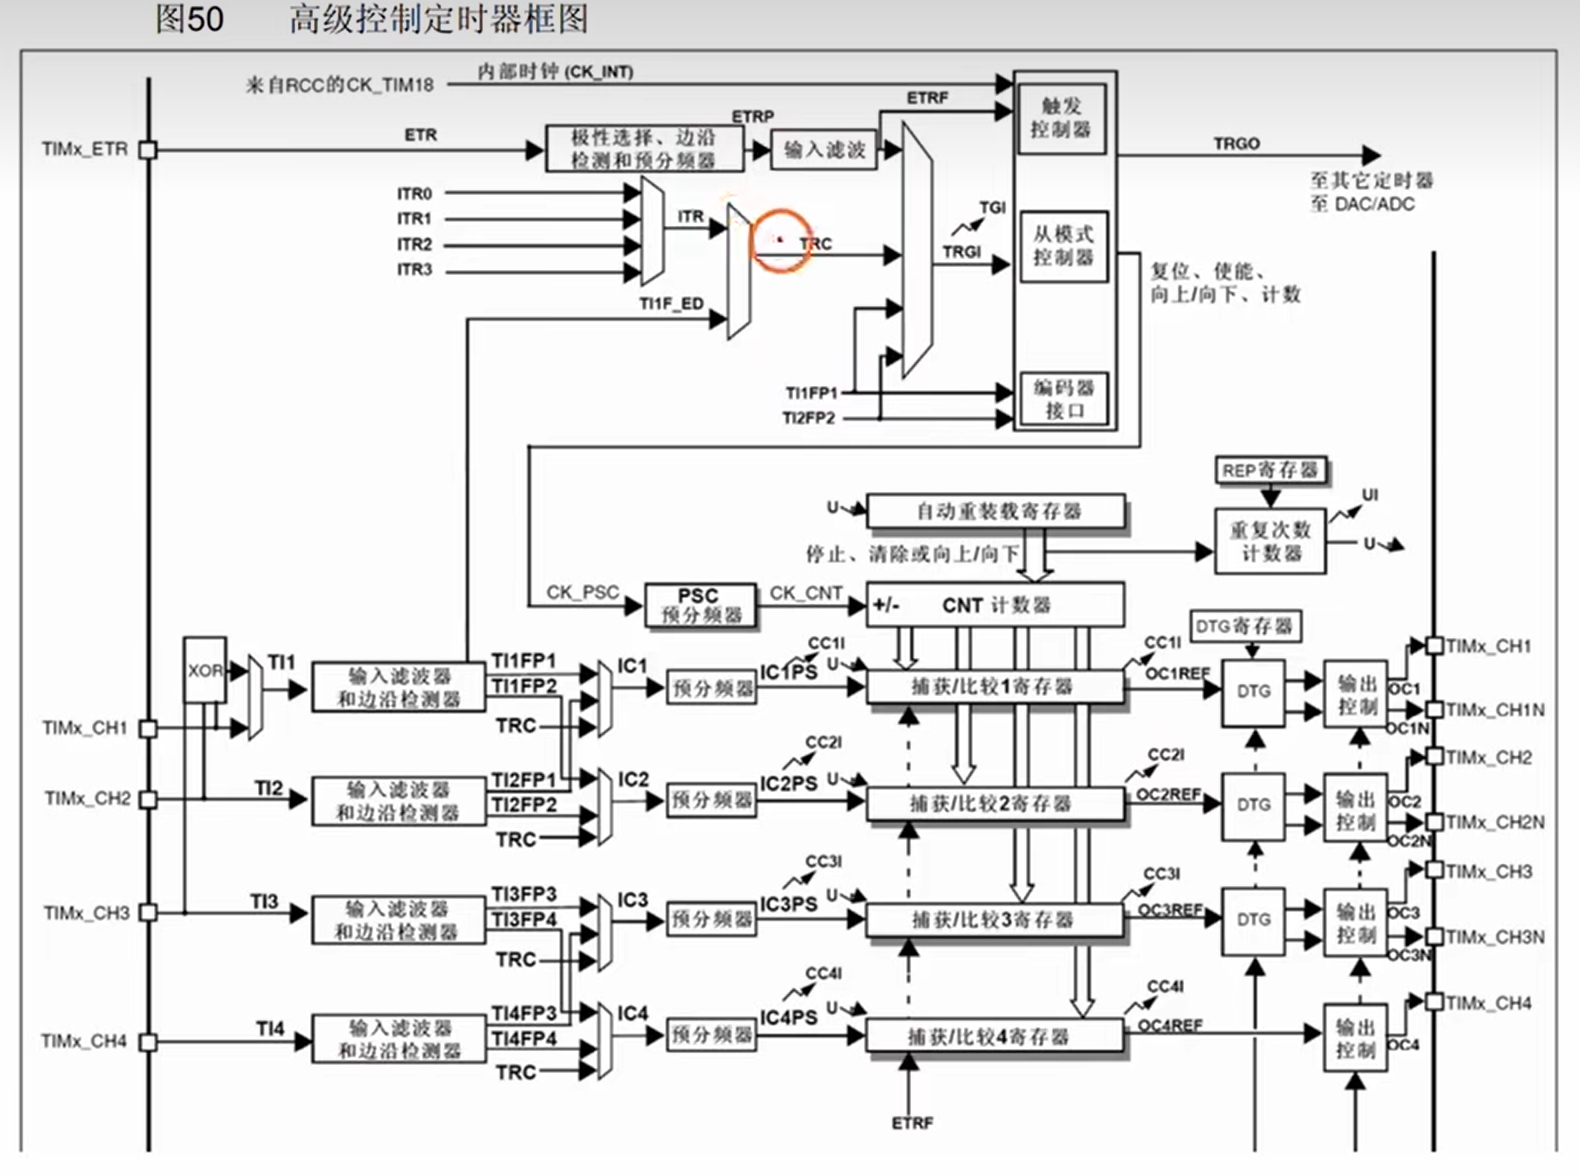 图50 高级控制定时器框图
内部时钟 (CK_INT)
来自RCC的CK_TIM18
ETRF
触发
控制器
TIMx_ETR
ETR
极性选择、边沿
检测和预分频器
ETRP
输入滤波
TRGO
至其它定时器
至 DAC/ADC
ITR0
ITR1
ITR2
ITR3
ITR
TRC
TGI
TRGI
从模式
控制器
复位、使能、
向上/向下、计数
TI1F_ED
TI1FP1
TI2FP2
编码器
接口
REP寄存器
UI
U
自动重装载寄存器
重复次数
计数器
U
停止、清除或向上/向下
CK_PSC
PSC
预分频器
CK_CNT
+/-
CNT 计数器
DTG寄存器
XOR
TI1
输入滤波器
和边沿检测器
TI1FP1
TI1FP2
TRC
IC1
预分频器
IC1PS
CC1I
U
捕获/比较1寄存器
CC1I
OC1REF
DTG
输出
控制
OC1
OC1N
TIMx_CH1
TIMx_CH1N
TIMx_CH1
TIMx_CH2
TI2
输入滤波器
和边沿检测器
TI2FP1
TI2FP2
TRC
IC2
预分频器
IC2PS
CC2I
U
捕获/比较2寄存器
CC2I
OC2REF
DTG
输出
控制
OC2
OC2N
TIMx_CH2
TIMx_CH2N
TIMx_CH3
TI3
输入滤波器
和边沿检测器
TI3FP3
TI3FP4
TRC
IC3
预分频器
IC3PS
CC3I
U
捕获/比较3寄存器
CC3I
OC3REF
DTG
输出
控制
OC3
OC3N
TIMx_CH3
TIMx_CH3N
TIMx_CH4
TI4
输入滤波器
和边沿检测器
TI4FP3
TI4FP4
TRC
IC4
预分频器
IC4PS
CC4I
U
捕获/比较4寄存器
CC4I
OC4REF
输出
控制
OC4
TIMx_CH4
ETRF